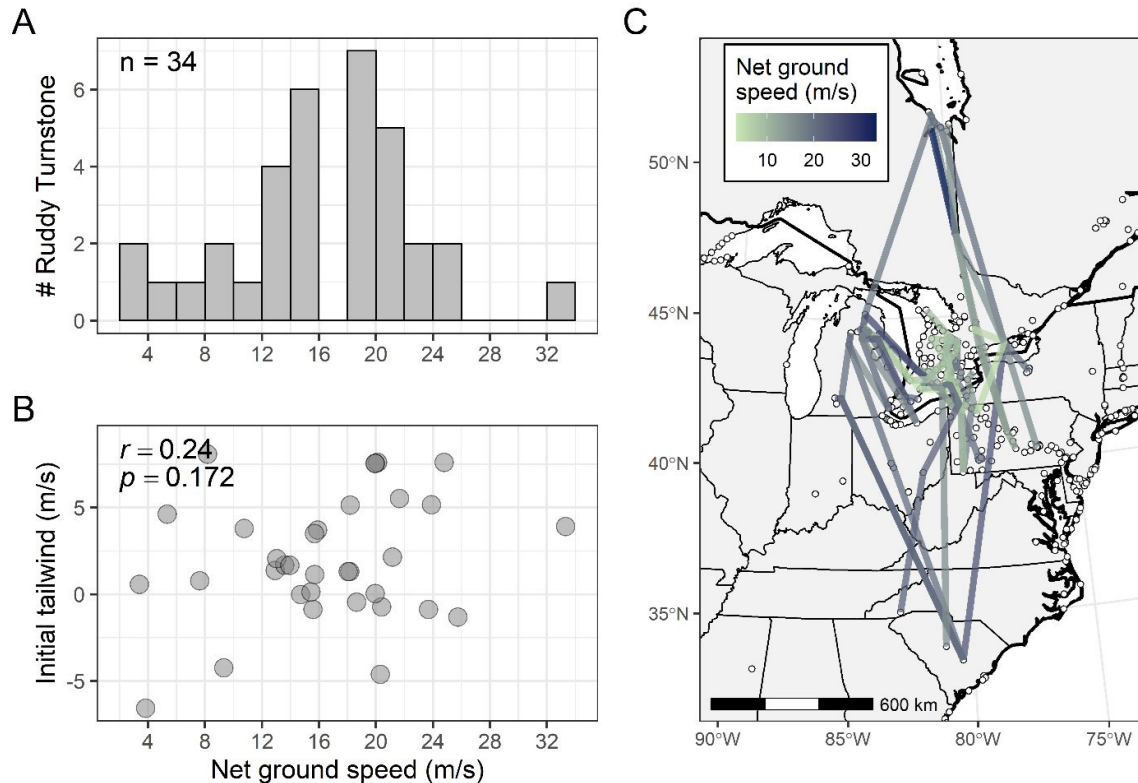 A
n = 34
# Ruddy Turnstone
6
4
2
0
4
8
12
16
20
24
28
32
B
r = 0.24
p = 0.172
Initial tailwind (m/s)
5
0
-5
4
8
12
16
20
24
28
32
Net ground speed (m/s)
C
Net ground
speed (m/s)
10 20 30
50°N
45°N
40°N
35°N
600 km
90°W
85°W
80°W
75°W